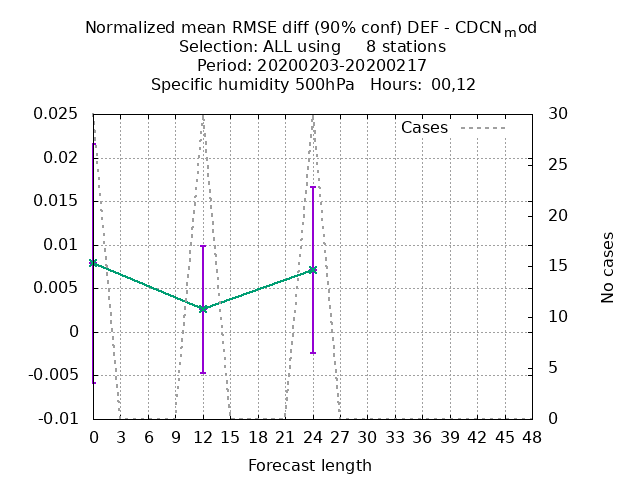 Normalized mean RMSE diff (90% conf) DEF - CDCNmod
Selection: ALL using 8 stations
Period: 20200203-20200217
Specific humidity 500hPa Hours: 00,12
Cases
0.025
0.02
0.015
0.01
0.005
0
-0.005
-0.01
30
25
20
15
10
5
0
No cases
0 3 6 9 12 15 18 21 24 27 30 33 36 39 42 45 48
Forecast length